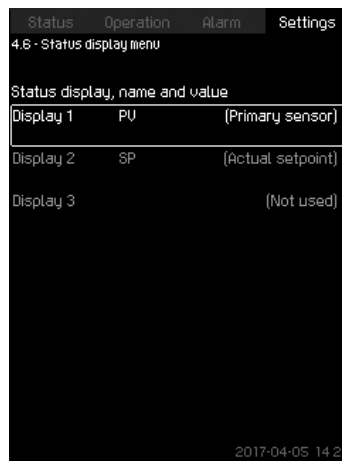 Status Operation Alarm Settings
4.6 - Status display menu
Status display, name and value
Display 1 PV (Primary sensor)
Display 2 SP (Actual setpoint)
Display 3 (Not used)
2017-04-05 14:2